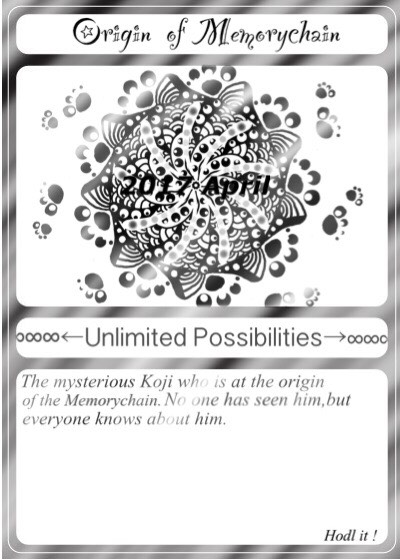 Origin of Memorychain
2017 April
∞∞∞←Unlimited Possibilities→∞∞∞
The mysterious Koji who is at the origin
of the Memorychain. No one has seen him,but
everyone knows about him.
Hodl it !